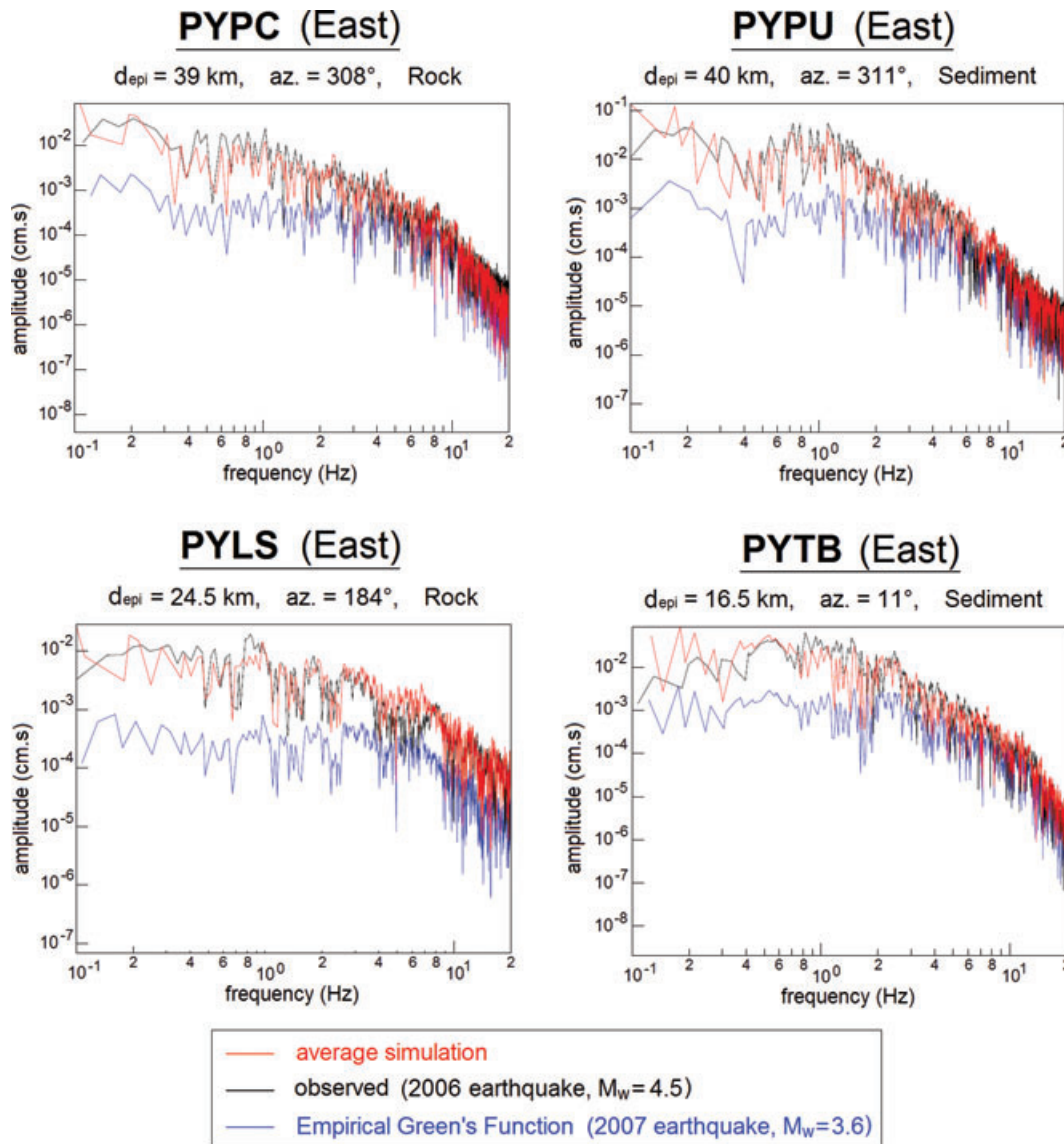 PYPC (East)
d_epi = 39 km, az. = 308°, Rock
amplitude (cm.s)
10⁻²
10⁻³
10⁻⁴
10⁻⁵
10⁻⁶
10⁻⁷
10⁻⁸
10⁻¹ 2 4 6 8 10⁰ 2 4 6 8 10¹ 2
frequency (Hz)
PYPU (East)
d_epi = 40 km, az. = 311°, Sediment
amplitude (cm.s)
10⁻¹
10⁻²
10⁻³
10⁻⁴
10⁻⁵
10⁻⁶
10⁻⁷
10⁻¹ 2 4 6 8 10⁰ 2 4 6 8 10¹ 2
frequency (Hz)
PYLS (East)
d_epi = 24.5 km, az. = 184°, Rock
amplitude (cm.s)
10⁻²
10⁻³
10⁻⁴
10⁻⁵
10⁻⁶
10⁻⁷
10⁻¹ 2 4 6 8 10⁰ 2 4 6 8 10¹ 2
frequency (Hz)
PYTB (East)
d_epi = 16.5 km, az. = 11°, Sediment
amplitude (cm.s)
10⁻²
10⁻³
10⁻⁴
10⁻⁵
10⁻⁶
10⁻⁷
10⁻⁸
10⁻¹ 2 4 6 8 10⁰ 2 4 6 8 10¹ 2
frequency (Hz)
average simulation
observed (2006 earthquake, M_w=4.5)
Empirical Green's Function (2007 earthquake, M_w=3.6)